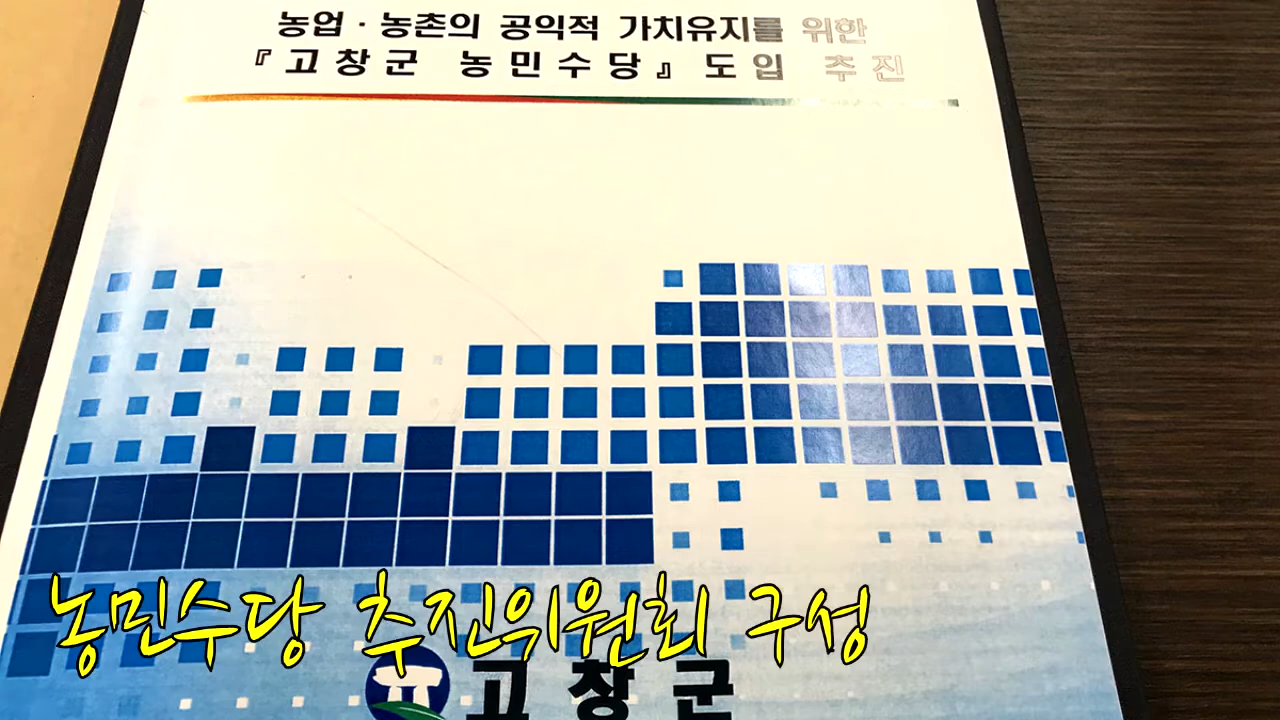 농업·농촌의 공익적 가치유지를 위한
『고창군 농민수당』도입 추진
농민수당 추진위원회 구성
고창군